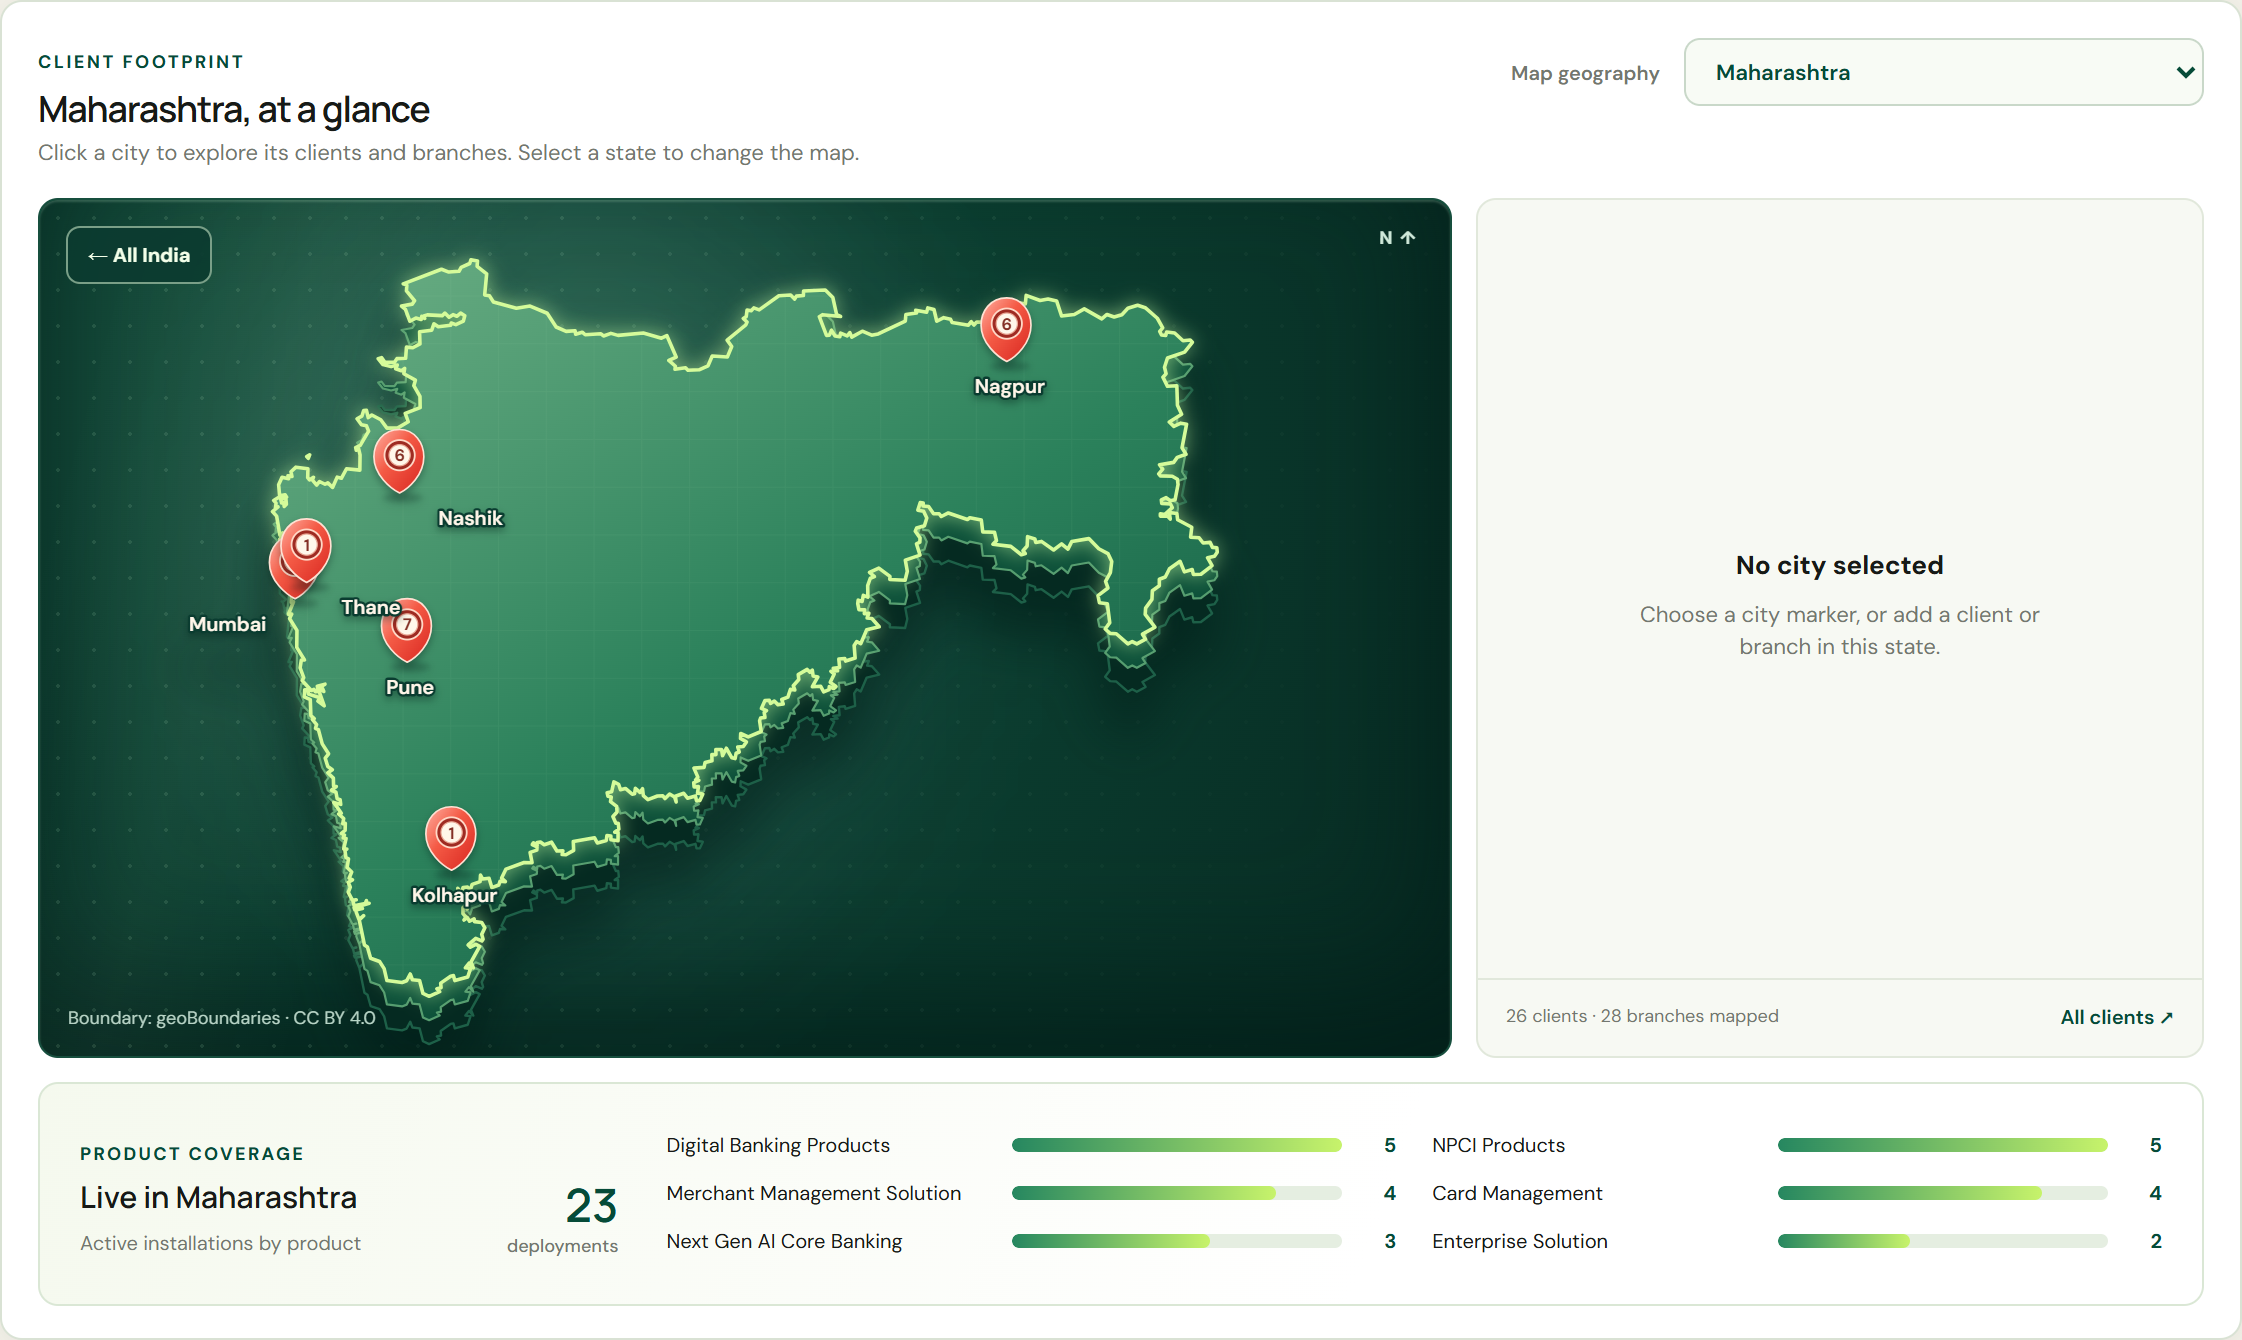 CLIENT FOOTPRINT
Maharashtra, at a glance
Click a city to explore its clients and branches. Select a state to change the map.
Map geography
Maharashtra
← All India
N ↑
6
Nagpur
6
Nashik
1
Thane
Mumbai
7
Pune
1
Kolhapur
Boundary: geoBoundaries · CC BY 4.0
No city selected
Choose a city marker, or add a client or
branch in this state.
26 clients · 28 branches mapped
All clients ↗
PRODUCT COVERAGE
Live in Maharashtra
Active installations by product
23
deployments
Digital Banking Products 5
NPCI Products 5
Merchant Management Solution 4
Card Management 4
Next Gen AI Core Banking 3
Enterprise Solution 2